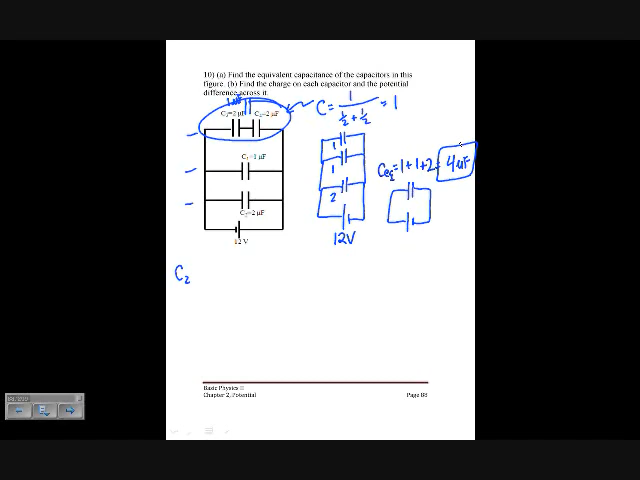 10) (a) Find the equivalent capacitance of the capacitors in this
figure. (b) Find the charge on each capacitor and the potential
difference across it.
1μF
C = 1 / (1/2 + 1/2) = 1
C₃=2 μF C₄=2 μF
C₁=1 μF
C₂=2 μF
12 V
1
1
2
12V
Ceq = 1+1+2 = 4μF
C₂
Basic Physics II
Chapter 2, Potential Page 88